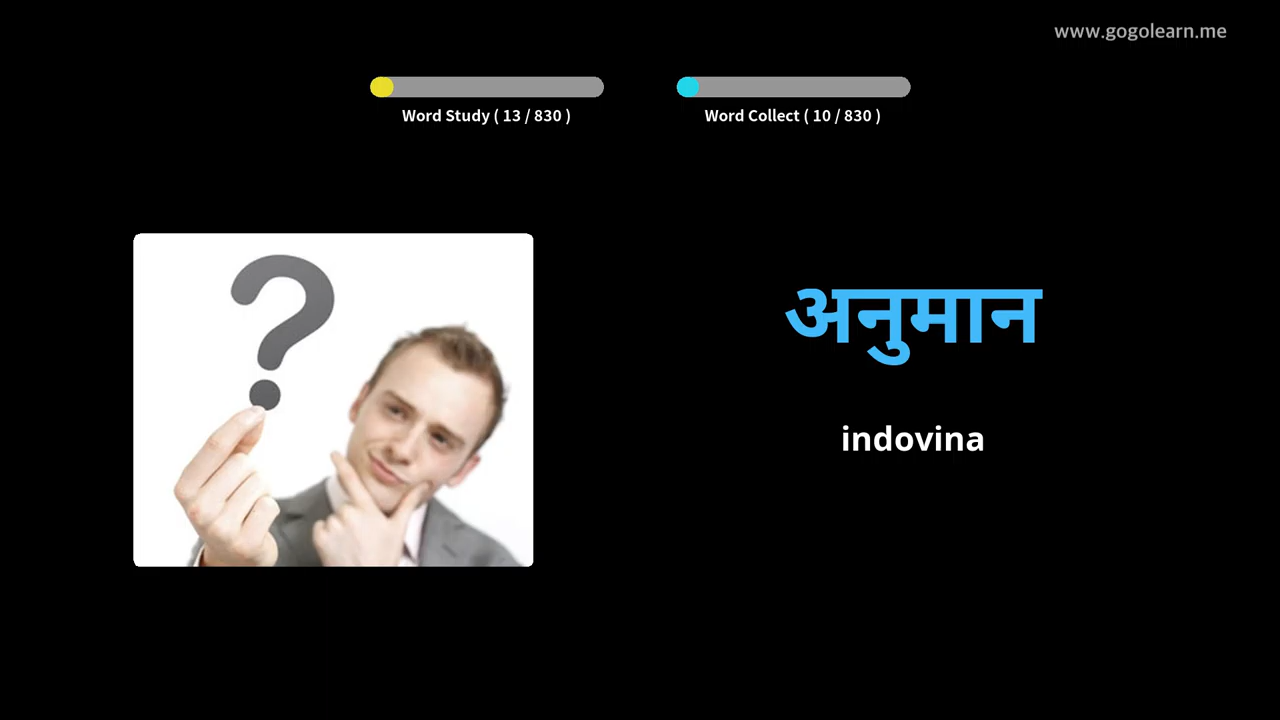 www.gogolearn.me
Word Study ( 13 / 830 )
Word Collect ( 10 / 830 )
?
अनुमान
indovina